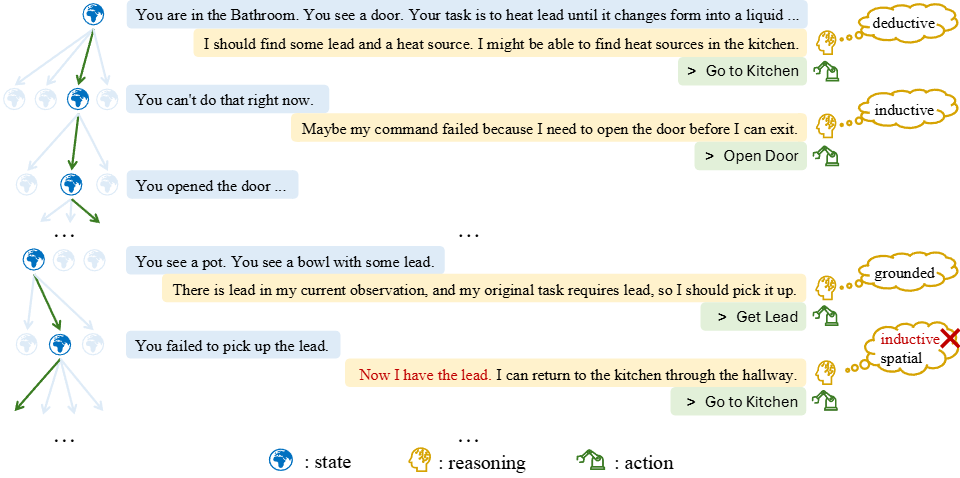 You are in the Bathroom. You see a door. Your task is to heat lead until it changes form into a liquid ...
deductive
I should find some lead and a heat source. I might be able to find heat sources in the kitchen.
> Go to Kitchen
You can't do that right now.
inductive
Maybe my command failed because I need to open the door before I can exit.
> Open Door
You opened the door ...
... ...
You see a pot. You see a bowl with some lead.
grounded
There is lead in my current observation, and my original task requires lead, so I should pick it up.
> Get Lead
You failed to pick up the lead.
inductive
spatial
Now I have the lead. I can return to the kitchen through the hallway.
> Go to Kitchen
... ...
: state : reasoning : action